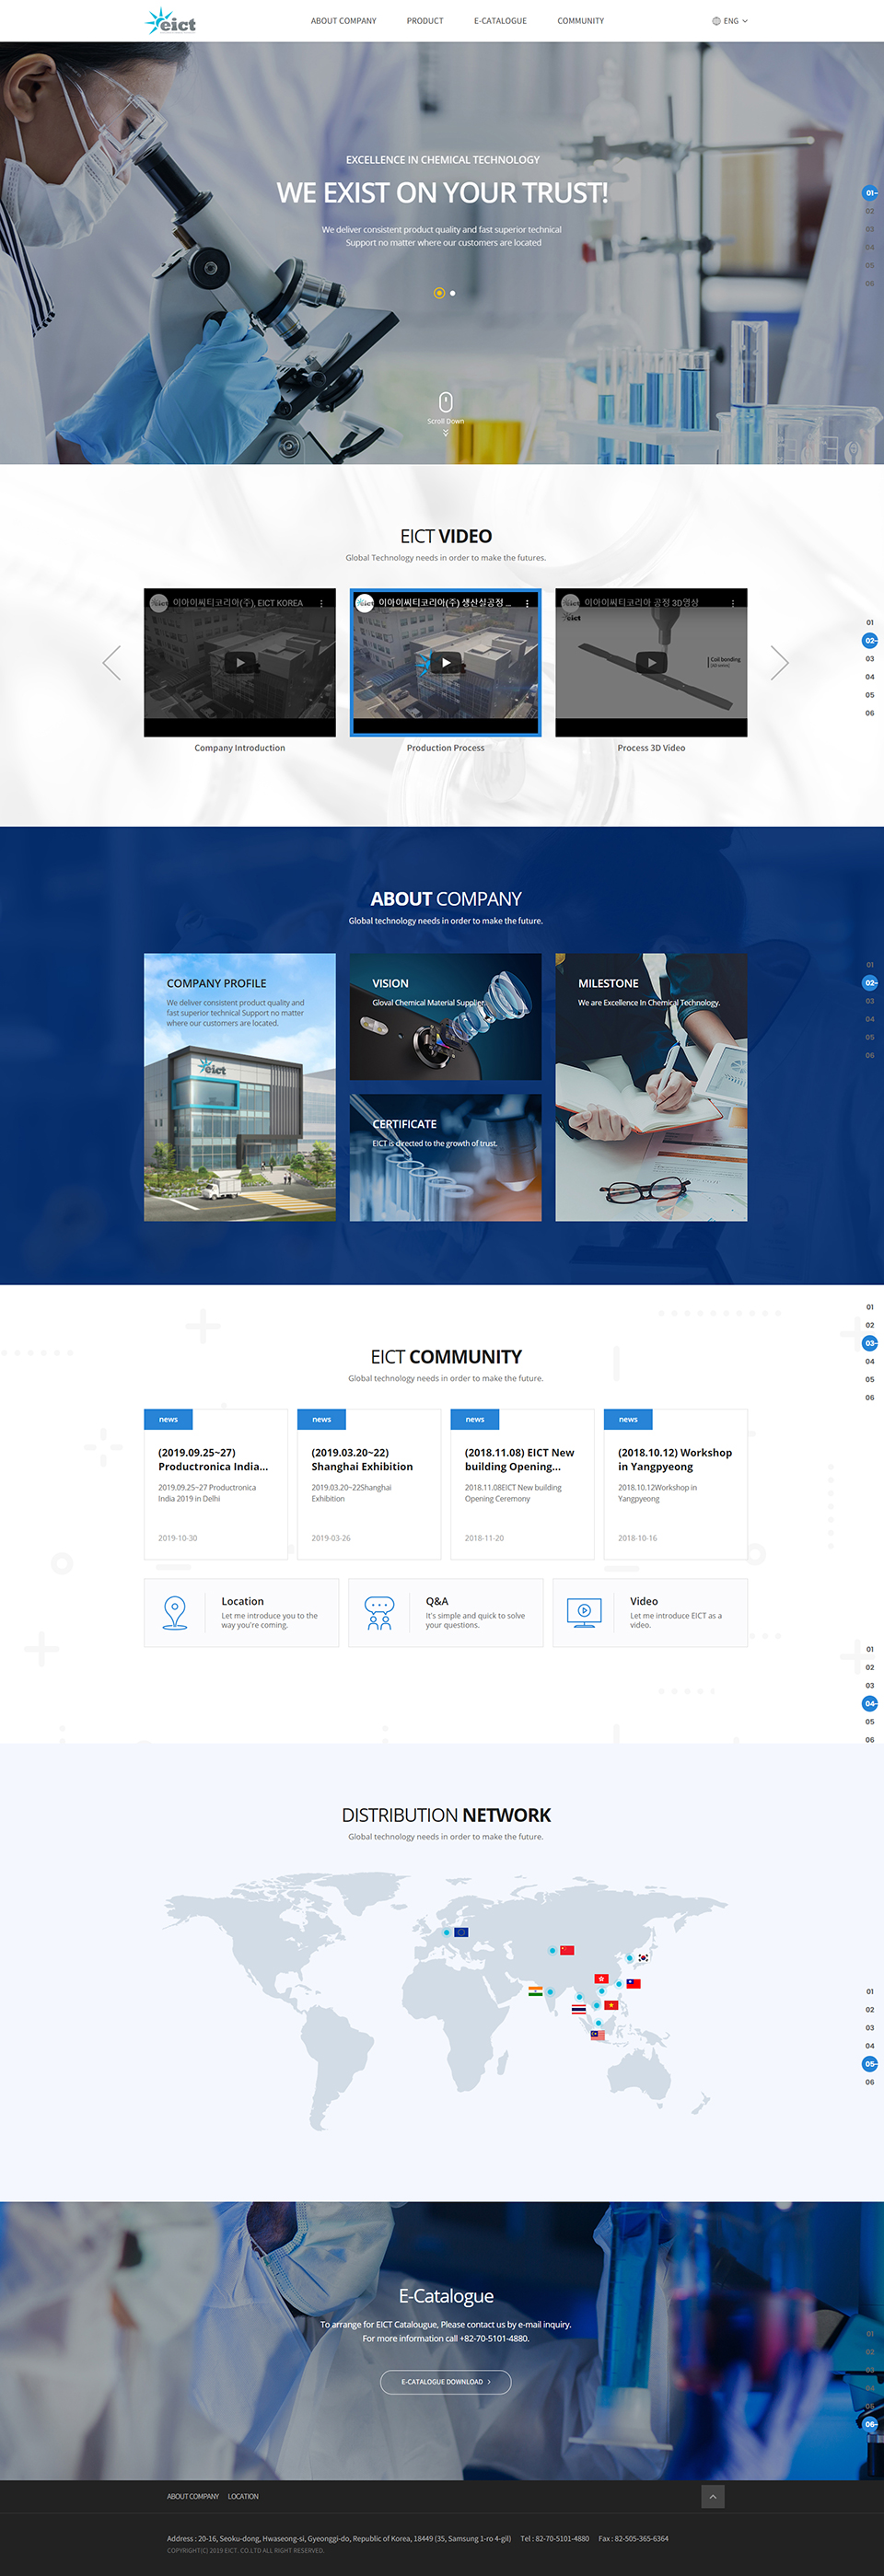 eict
ABOUT COMPANY PRODUCT E-CATALOGUE COMMUNITY ENG
EXCELLENCE IN CHEMICAL TECHNOLOGY
WE EXIST ON YOUR TRUST!
We deliver consistent product quality and fast superior technical
Support no matter where our customers are located
Scroll Down
01
02
03
04
05
06
EICT VIDEO
Global Technology needs in order to make the futures.
이아이씨티코리아(주), EICT KOREA
이아이씨티코리아(주) 생산실공정 ...
이아이씨티코리아 공정 3D영상
eict
Coil bonding
Company Introduction
Production Process
Process 3D Video
01
02
03
04
05
06
ABOUT COMPANY
Global technology needs in order to make the future.
COMPANY PROFILE
We deliver consistent product quality and
fast superior technical Support no matter
where our customers are located.
eict
VISION
Gloval Chemical Material Supplier.
CERTIFICATE
EICT is directed to the growth of trust.
MILESTONE
We are Excellence In Chemical Technology.
01
02
03
04
05
06
EICT COMMUNITY
Global technology needs in order to make the future.
news
(2019.09.25~27)
Productronica India...
2019.09.25~27 Productronica
India 2019 in Delhi
2019-10-30
news
(2019.03.20~22)
Shanghai Exhibition
2019.03.20~22Shanghai
Exhibition
2019-03-26
news
(2018.11.08) EICT New
building Opening...
2018.11.08EICT New building
Opening Ceremony
2018-11-20
news
(2018.10.12) Workshop
in Yangpyeong
2018.10.12Workshop in
Yangpyeong
2018-10-16
01
02
03
04
05
06
Location
Let me introduce you to the
way you're coming.
Q&A
It's simple and quick to solve
your questions.
Video
Let me introduce EICT as a
video.
01
02
03
04
05
06
DISTRIBUTION NETWORK
Global technology needs in order to make the future.
01
02
03
04
05
06
E-Catalogue
To arrange for EICT Catalougue, Please contact us by e-mail inquiry.
For more information call +82-70-5101-4880.
E-CATALOGUE DOWNLOAD
01
02
03
04
05
06
ABOUT COMPANY LOCATION
Address : 20-16, Seoku-dong, Hwaseong-si, Gyeonggi-do, Republic of Korea, 18449 (35, Samsung 1-ro 4-gil) Tel : 82-70-5101-4880 Fax : 82-505-365-6364
COPYRIGHT(C) 2019 EICT. CO.LTD ALL RIGHT RESERVED.